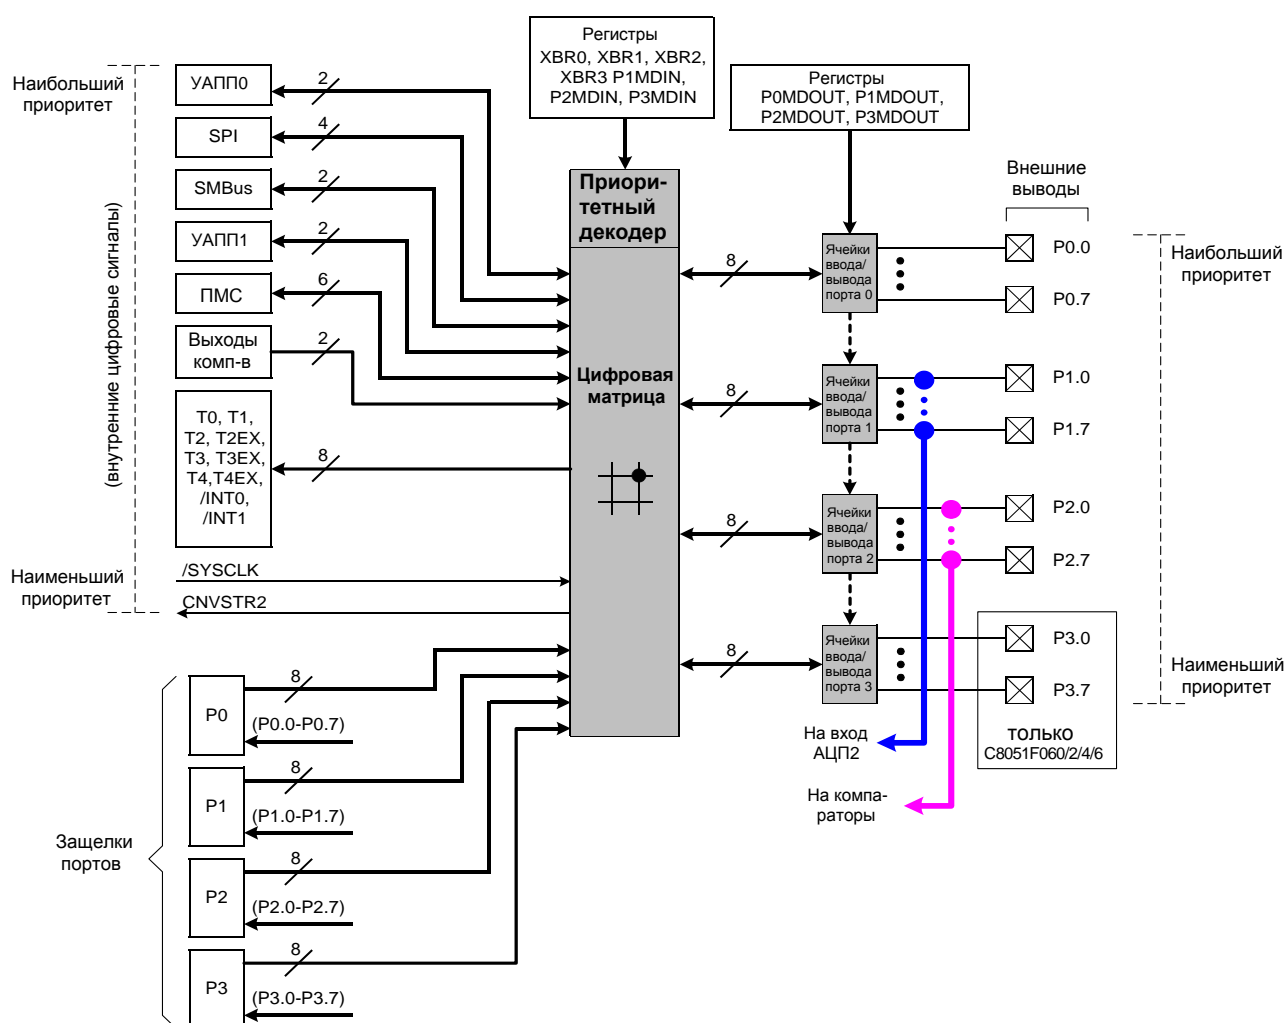 Регистры
XBR0, XBR1, XBR2,
XBR3 P1MDIN,
P2MDIN, P3MDIN
Регистры
P0MDOUT, P1MDOUT,
P2MDOUT, P3MDOUT
Наибольший
приоритет
(внутренние цифровые сигналы)
Наименьший
приоритет
УАПП0
2
SPI
4
SMBus
2
УАПП1
2
ПМС
6
Выходы
комп-в
2
T0, T1,
T2, T2EX,
T3, T3EX,
T4,T4EX,
/INT0,
/INT1
8
/SYSCLK
CNVSTR2
Приори-
тетный
декодер
Цифровая
матрица
8
8
8
8
Ячейки
ввода/
вывода
порта 0
Ячейки
ввода/
вывода
порта 1
Ячейки
ввода/
вывода
порта 2
Ячейки
ввода/
вывода
порта 3
Внешние
выводы
P0.0
P0.7
P1.0
P1.7
P2.0
P2.7
P3.0
P3.7
ТОЛЬКО
C8051F060/2/4/6
Наибольший
приоритет
Наименьший
приоритет
На вход
АЦП2
На компа-
раторы
Защелки
портов
P0
8
(P0.0-P0.7)
P1
8
(P1.0-P1.7)
P2
8
(P2.0-P2.7)
P3
8
(P3.0-P3.7)